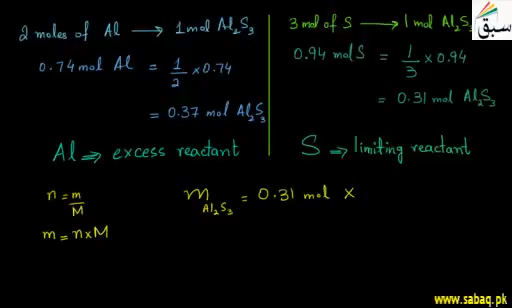 2 moles of Al → 1 mol Al₂S₃
0.74 mol Al = 1/2 × 0.74
= 0.37 mol Al₂S₃
Al ⇒ excess reactant
3 mol of S → 1 mol Al₂S₃
0.94 mol S = 1/3 × 0.94
= 0.31 mol Al₂S₃
S ⇒ limiting reactant
n = m/M
m = n×M
m Al₂S₃ = 0.31 mol ×
سبق
www.sabaq.pk